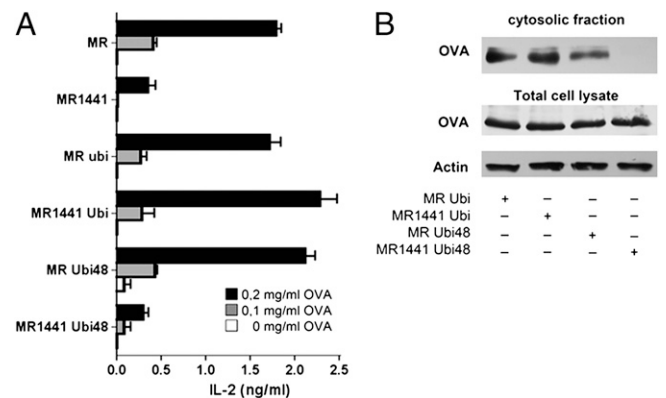 A
MR
MR1441
MR ubi
MR1441 Ubi
MR Ubi48
MR1441 Ubi48
0,2 mg/ml OVA
0,1 mg/ml OVA
0 mg/ml OVA
0.0 0.5 1.0 1.5 2.0 2.5
IL-2 (ng/ml)
B
cytosolic fraction
OVA
Total cell lysate
OVA
Actin
MR Ubi + – – –
MR1441 Ubi – + – –
MR Ubi48 – – + –
MR1441 Ubi48 – – – +